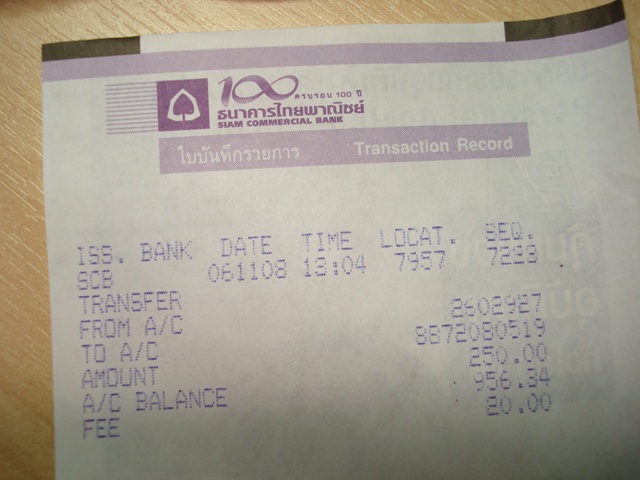 100 ครบรอบ 100 ปี
ธนาคารไทยพาณิชย์
SIAM COMMERCIAL BANK
ใบบันทึกรายการ Transaction Record
ISS. BANK DATE TIME LOCAT. SEQ.
SCB 061108 13:04 7957 7233
TRANSFER
FROM A/C 2602927
TO A/C 8872080519
AMOUNT 250.00
A/C BALANCE 956.34
FEE 20.00